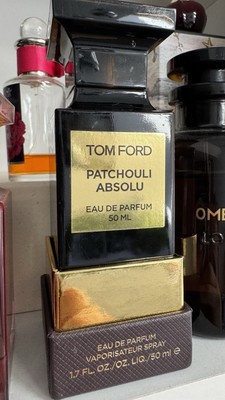 TOM FORD
PATCHOULI
ABSOLU
EAU DE PARFUM
50 ML
OMB
EAU DE PARFUM
VAPORISATEUR SPRAY
1.7 FL. OZ./OZ. LIQ./50 ml e